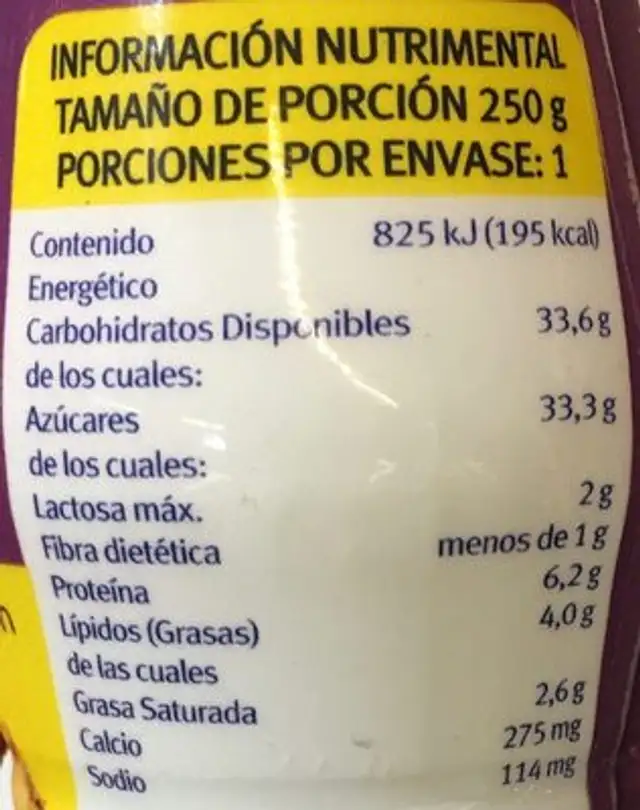 INFORMACIÓN NUTRIMENTAL
TAMAÑO DE PORCIÓN 250 g
PORCIONES POR ENVASE: 1
Contenido 825 kJ (195 kcal)
Energético
Carbohidratos Disponibles 33,6 g
de los cuales:
Azúcares 33,3 g
de los cuales:
Lactosa máx. 2 g
Fibra dietética menos de 1 g
Proteína 6,2 g
Lípidos (Grasas) 4,0 g
de las cuales
Grasa Saturada 2,6 g
Calcio 275 mg
Sodio 114 mg